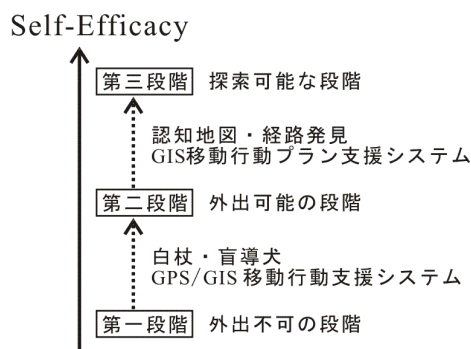 Self-Efficacy
第三段階 探索可能な段階
認知地図・経路発見
GIS移動行動プラン支援システム
第二段階 外出可能の段階
白杖・盲導犬
GPS/GIS 移動行動支援システム
第一段階 外出不可の段階